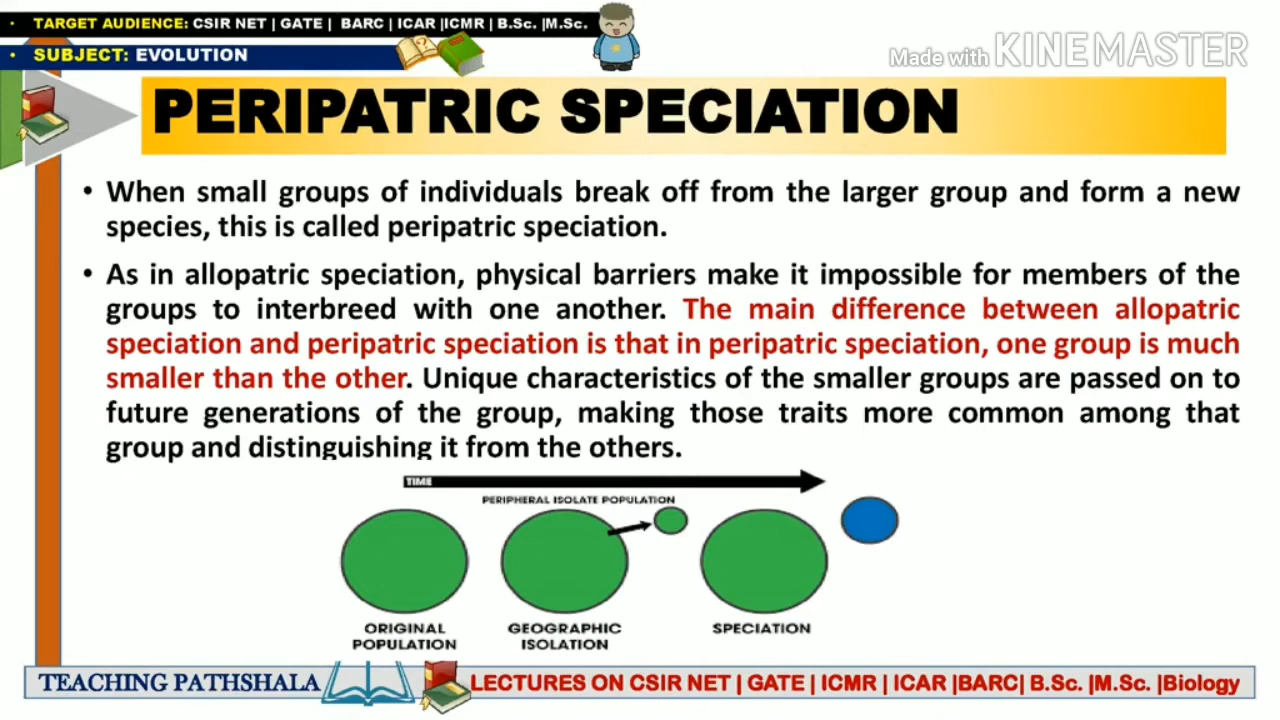 • TARGET AUDIENCE: CSIR NET | GATE | BARC | ICAR |ICMR | B.Sc. |M.Sc.
• SUBJECT: EVOLUTION
Made with KINEMASTER
PERIPATRIC SPECIATION
• When small groups of individuals break off from the larger group and form a new
species, this is called peripatric speciation.
• As in allopatric speciation, physical barriers make it impossible for members of the
groups to interbreed with one another. The main difference between allopatric
speciation and peripatric speciation is that in peripatric speciation, one group is much
smaller than the other. Unique characteristics of the smaller groups are passed on to
future generations of the group, making those traits more common among that
group and distinguishing it from the others.
TIME
PERIPHERAL ISOLATE POPULATION
ORIGINAL
POPULATION
GEOGRAPHIC
ISOLATION
SPECIATION
TEACHING PATHSHALA
LECTURES ON CSIR NET | GATE | ICMR | ICAR |BARC| B.Sc. |M.Sc. |Biology